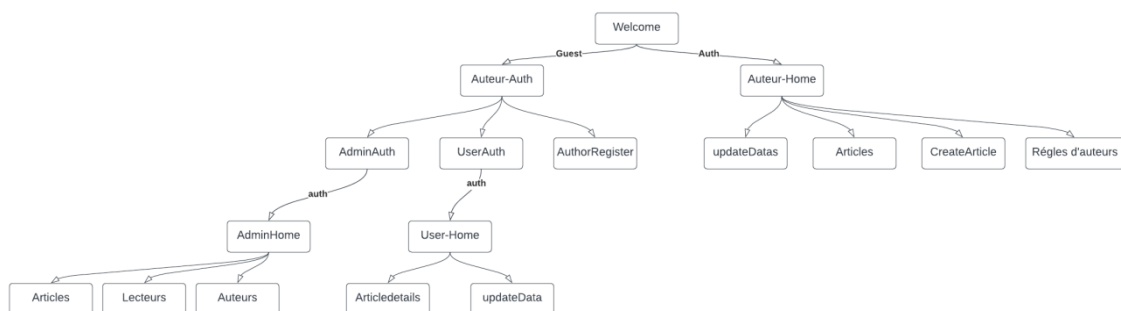 Welcome
Guest
Auth
Auteur-Auth
Auteur-Home
AdminAuth
UserAuth
AuthorRegister
updateDatas
Articles
CreateArticle
Régles d'auteurs
auth
auth
AdminHome
User-Home
Articles
Lecteurs
Auteurs
Articledetails
updateData